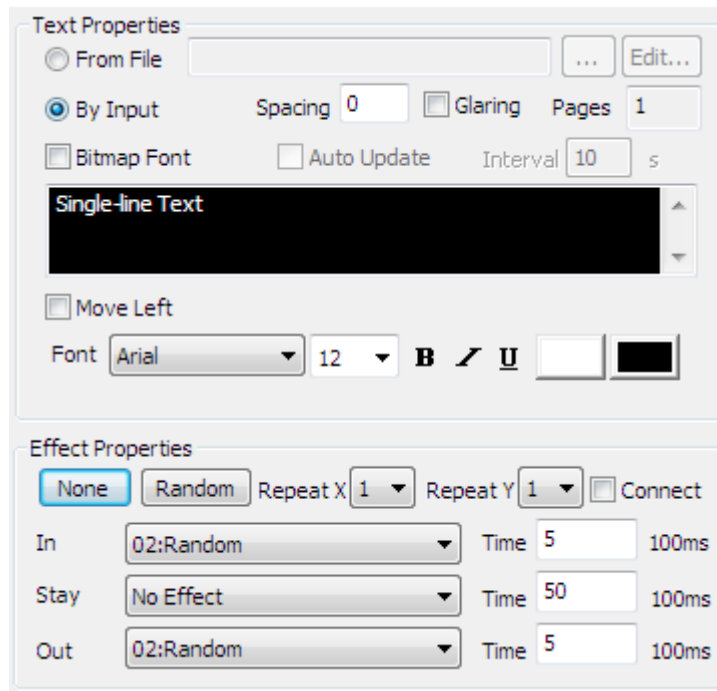 Text Properties
From File ... Edit...
By Input Spacing 0 Glaring Pages 1
Bitmap Font Auto Update Interval 10 s
Single-line Text
Move Left
Font Arial 12 B I U
Effect Properties
None Random Repeat X 1 Repeat Y 1 Connect
In 02:Random Time 5 100ms
Stay No Effect Time 50 100ms
Out 02:Random Time 5 100ms